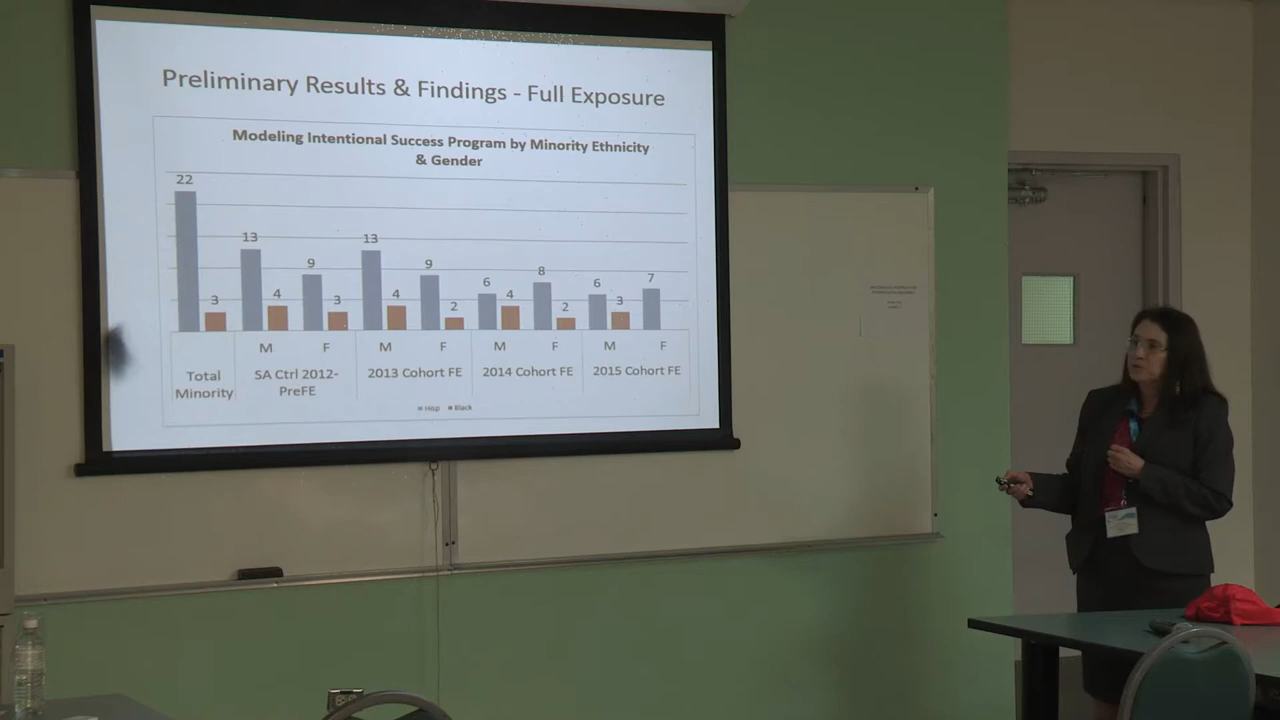 Preliminary Results & Findings - Full Exposure
Modeling Intentional Success Program by Minority Ethnicity
& Gender
22
3
13
4
9
3
13
4
9
2
6
4
8
2
6
3
7
M
F
M
F
M
F
M
F
Total
Minority
SA Ctrl 2012-
PreFE
2013 Cohort FE
2014 Cohort FE
2015 Cohort FE
Hisp
Black